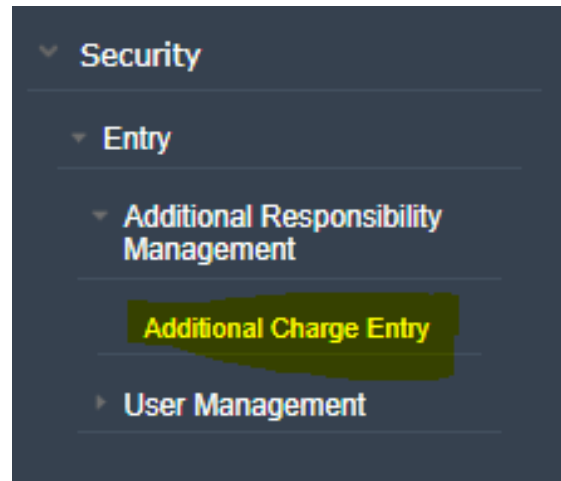 Security
Entry
Additional Responsibility
Management
Additional Charge Entry
User Management